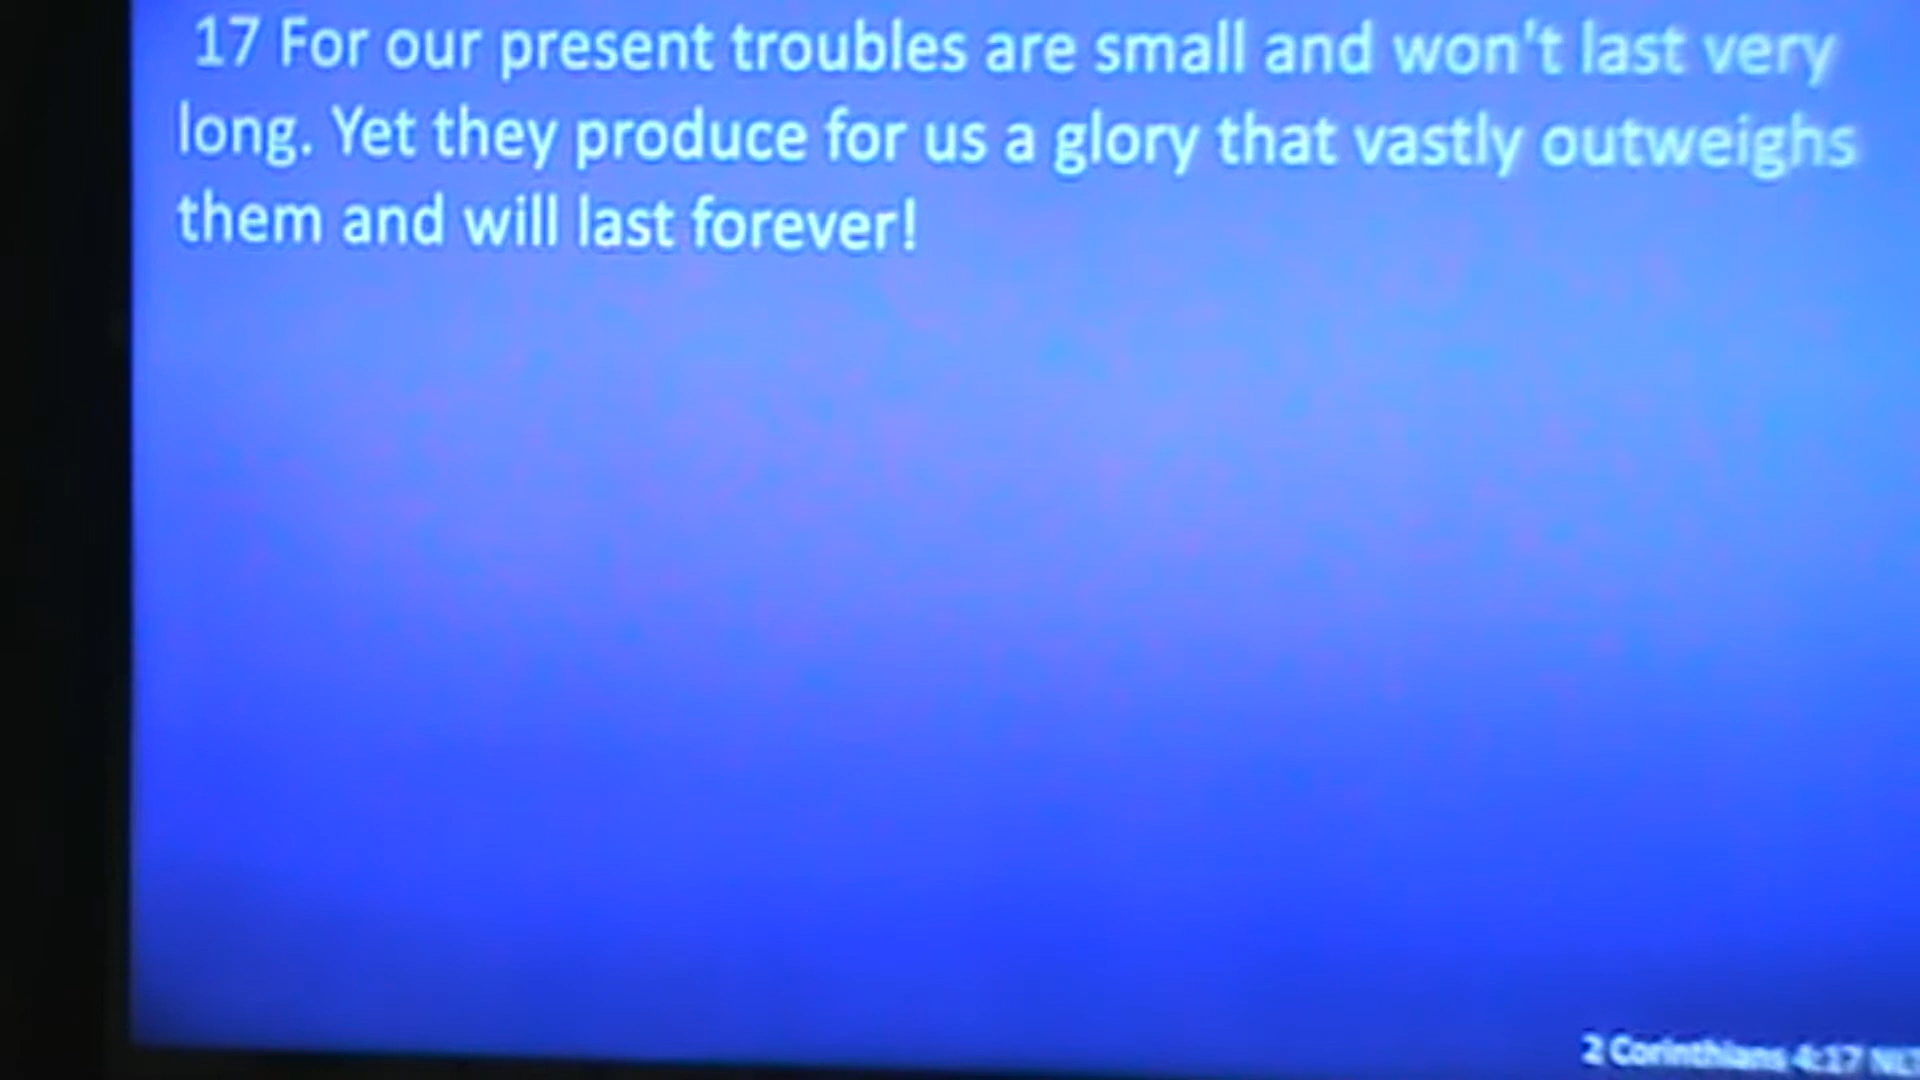 17 For our present troubles are small and won't last very
long. Yet they produce for us a glory that vastly outweighs
them and will last forever!
2 Corinthians 4:17 NLT